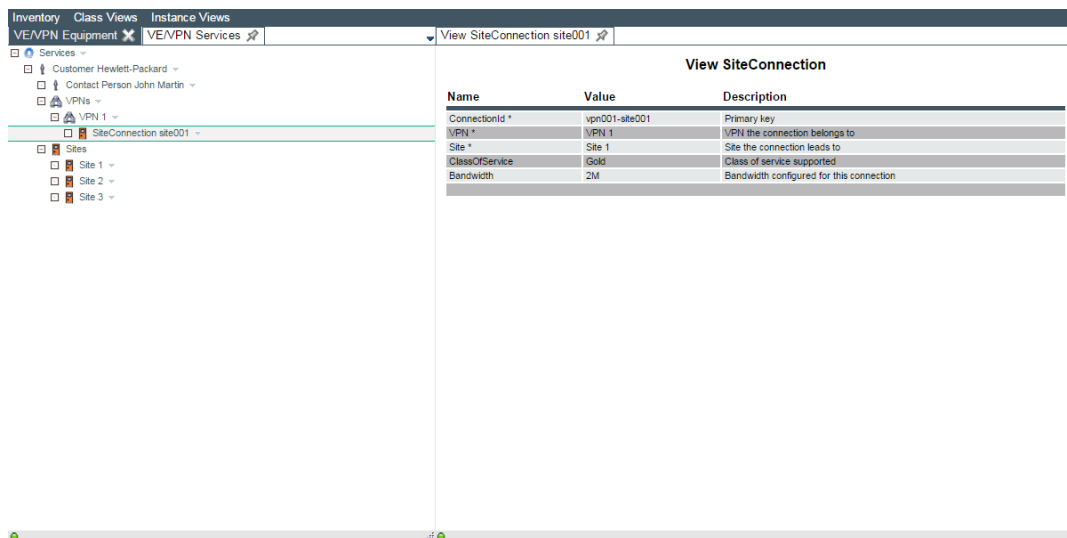 Inventory Class Views Instance Views
VE/VPN Equipment VE/VPN Services View SiteConnection site001
Services
Customer Hewlett-Packard
Contact Person John Martin
VPNs
VPN 1
SiteConnection site001
Sites
Site 1
Site 2
Site 3
View SiteConnection
Name Value Description
ConnectionId * vpn001-site001 Primary key
VPN * VPN 1 VPN the connection belongs to
Site * Site 1 Site the connection leads to
ClassOfService Gold Class of service supported
Bandwidth 2M Bandwidth configured for this connection